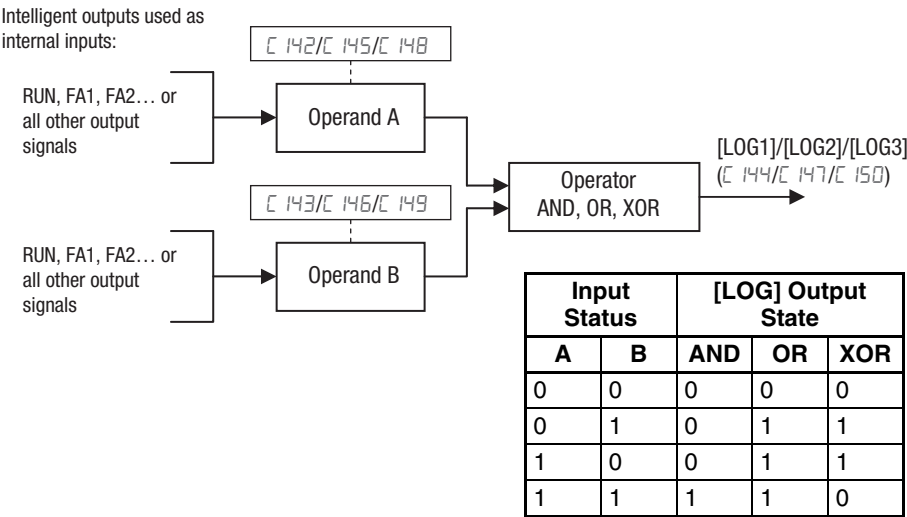 Intelligent outputs used as
internal inputs:
C 142/C 145/C 148
RUN, FA1, FA2… or
all other output
signals
Operand A
[LOG1]/[LOG2]/[LOG3]
(C 144/C 147/C 150)
Operator
AND, OR, XOR
C 143/C 146/C 149
RUN, FA1, FA2… or
all other output
signals
Operand B
Input
Status
[LOG] Output
State
A B AND OR XOR
0 0 0 0 0
0 1 0 1 1
1 0 0 1 1
1 1 1 1 0